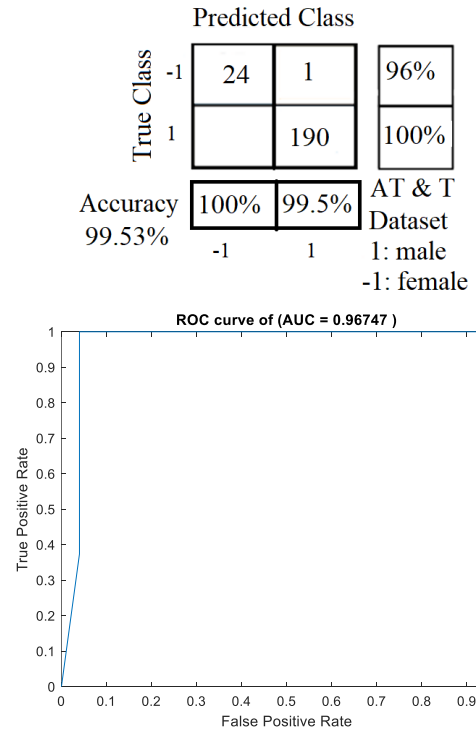 Predicted Class
True Class
-1 24 1 96%
1 190 100%
Accuracy
99.53%
100% 99.5%
-1 1
AT & T
Dataset
1: male
-1: female
ROC curve of (AUC = 0.96747 )
True Positive Rate
1
0.9
0.8
0.7
0.6
0.5
0.4
0.3
0.2
0.1
0
0 0.1 0.2 0.3 0.4 0.5 0.6 0.7 0.8 0.9
False Positive Rate